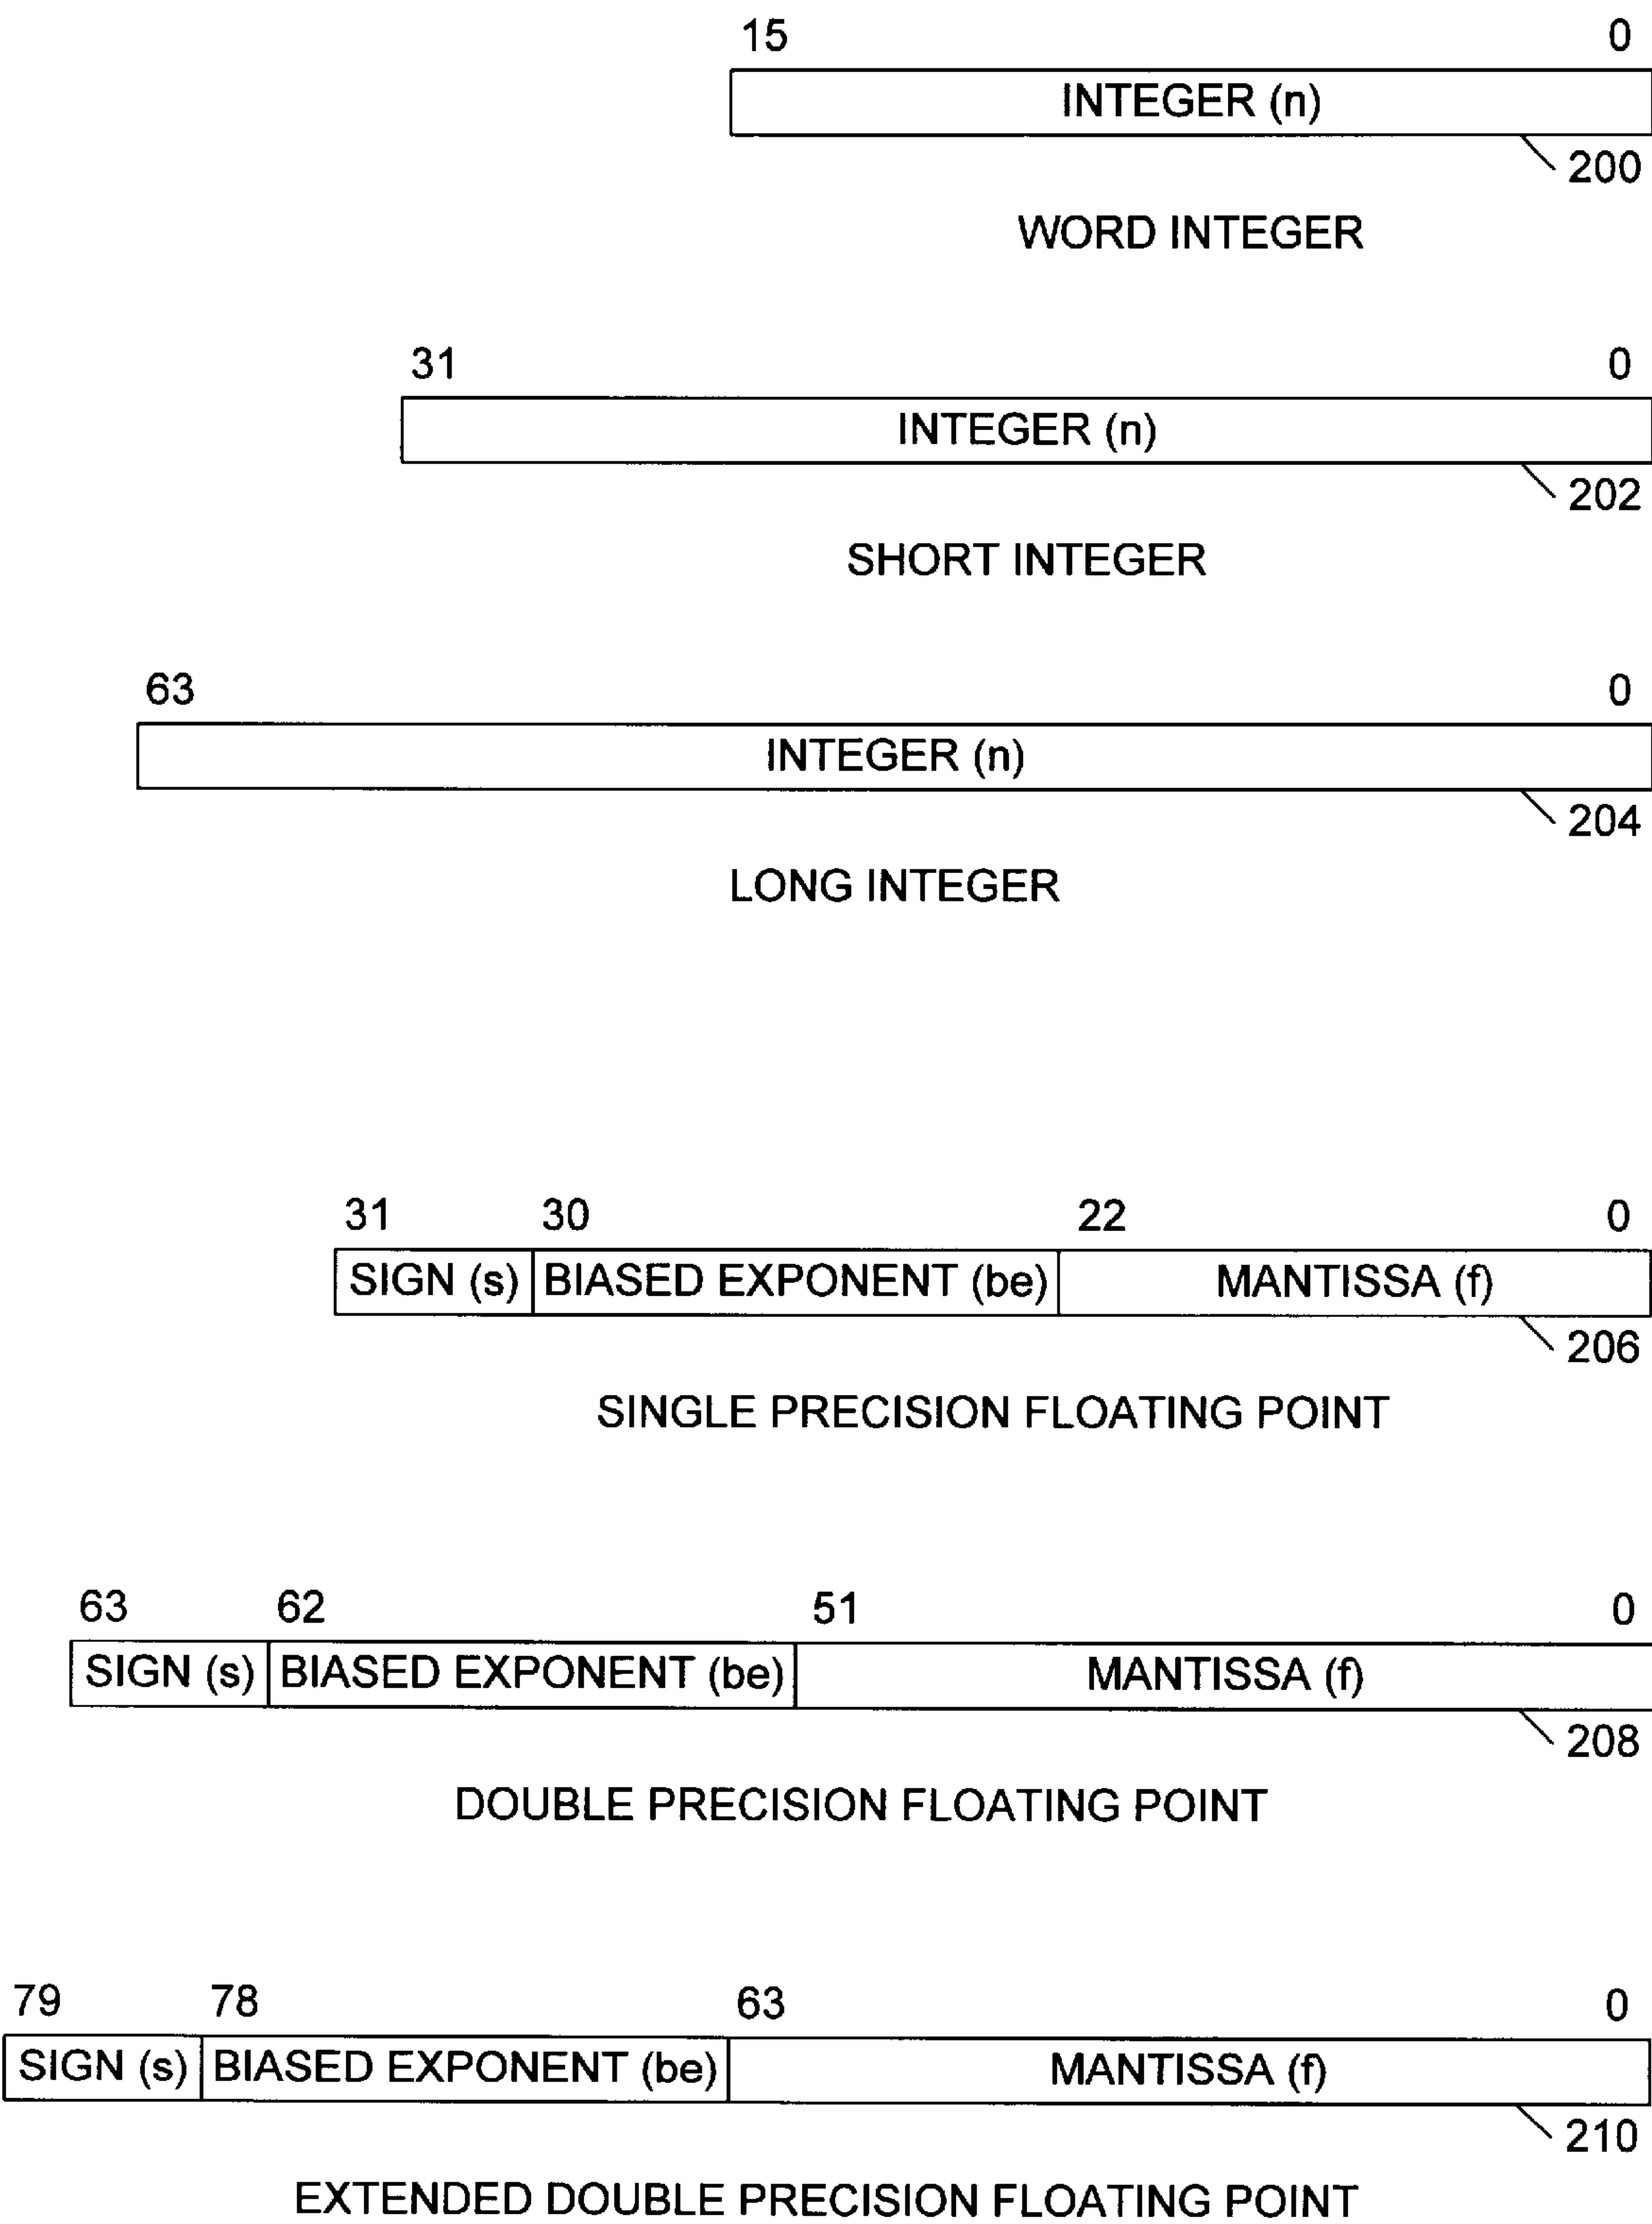 15 0
INTEGER (n)
200
WORD INTEGER
31 0
INTEGER (n)
202
SHORT INTEGER
63 0
INTEGER (n)
204
LONG INTEGER
31 30 22 0
SIGN (s) BIASED EXPONENT (be) MANTISSA (f)
206
SINGLE PRECISION FLOATING POINT
63 62 51 0
SIGN (s) BIASED EXPONENT (be) MANTISSA (f)
208
DOUBLE PRECISION FLOATING POINT
79 78 63 0
SIGN (s) BIASED EXPONENT (be) MANTISSA (f)
210
EXTENDED DOUBLE PRECISION FLOATING POINT